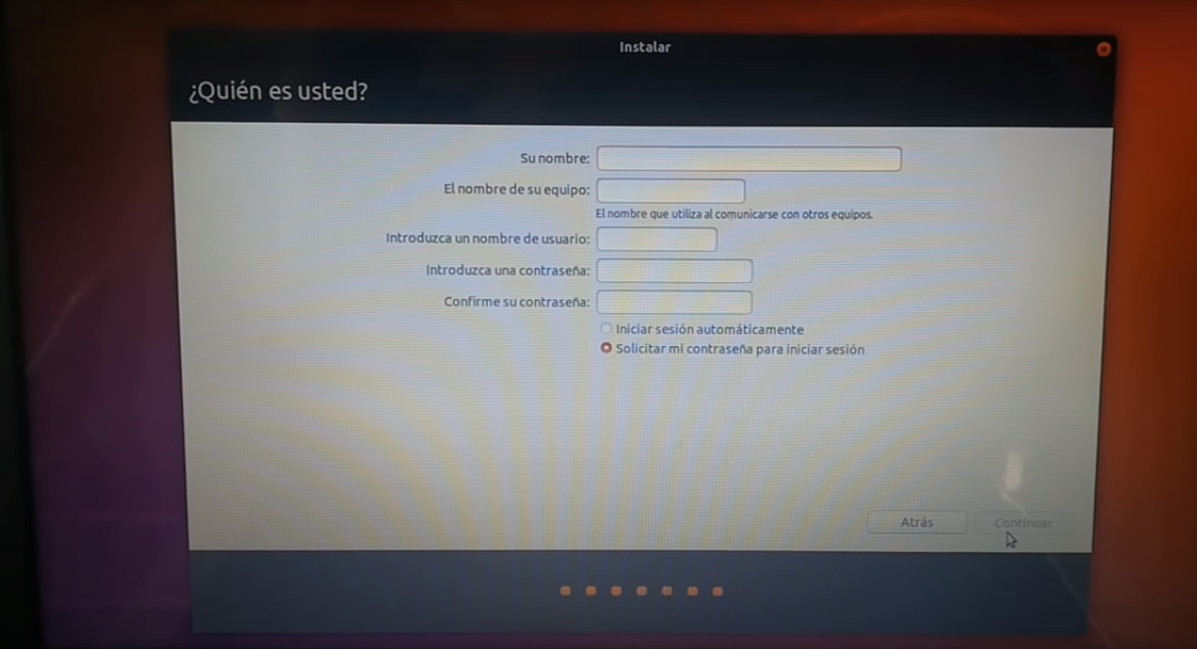 Instalar
¿Quién es usted?
Su nombre:
El nombre de su equipo:
El nombre que utiliza al comunicarse con otros equipos.
Introduzca un nombre de usuario:
Introduzca una contraseña:
Confirme su contraseña:
Iniciar sesión automáticamente
Solicitar mi contraseña para iniciar sesión
Atrás Continuar